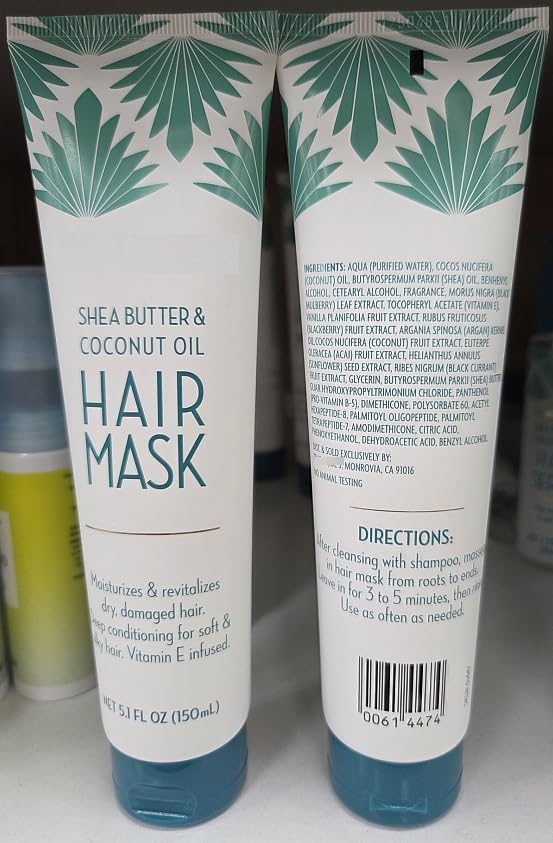 SHEA BUTTER &
COCONUT OIL
HAIR
MASK
Moisturizes & revitalizes
dry, damaged hair.
Deep conditioning for soft &
silky hair. Vitamin E infused.
NET 5.1 FL OZ (150mL)
INGREDIENTS: AQUA (PURIFIED WATER), COCOS NUCIFERA
(COCONUT) OIL, BUTYROSPERMUM PARKII (SHEA) OIL, BENHENYL
ALCOHOL, CETEARYL ALCOHOL, FRAGRANCE, MORUS NIGRA (BLACK
MULBERRY) LEAF EXTRACT, TOCOPHERYL ACETATE (VITAMIN E),
VANILLA PLANIFOLIA FRUIT EXTRACT, RUBUS FRUTICOSUS
(BLACKBERRY) FRUIT EXTRACT, ARGANIA SPINOSA (ARGAN) KERNEL
OIL, COCOS NUCIFERA (COCONUT) FRUIT EXTRACT, EUTERPE
OLERACEA (ACAI) FRUIT EXTRACT, HELIANTHUS ANNUUS
(SUNFLOWER) SEED EXTRACT, RIBES NIGRUM (BLACK CURRANT)
FRUIT EXTRACT, GLYCERIN, BUTYROSPERMUM PARKII (SHEA) BUTTER
GUAR HYDROXYPROPYLTRIMONIUM CHLORIDE, PANTHENOL
(PRO-VITAMIN B-5), DIMETHICONE, POLYSORBATE 60, ACETYL
HEXAPEPTIDE-8, PALMITOYL OLIGOPEPTIDE, PALMITOYL
TETRAPEPTIDE-7, AMODIMETHICONE, CITRIC ACID,
PHENOXYETHANOL, DEHYDROACETIC ACID, BENZYL ALCOHOL.
DIST. & SOLD EXCLUSIVELY BY:
MONROVIA, CA 91016
NO ANIMAL TESTING
DIRECTIONS:
After cleansing with shampoo, massage
in hair mask from roots to ends.
Leave in for 3 to 5 minutes, then rinse.
Use as often as needed.
0061 4474